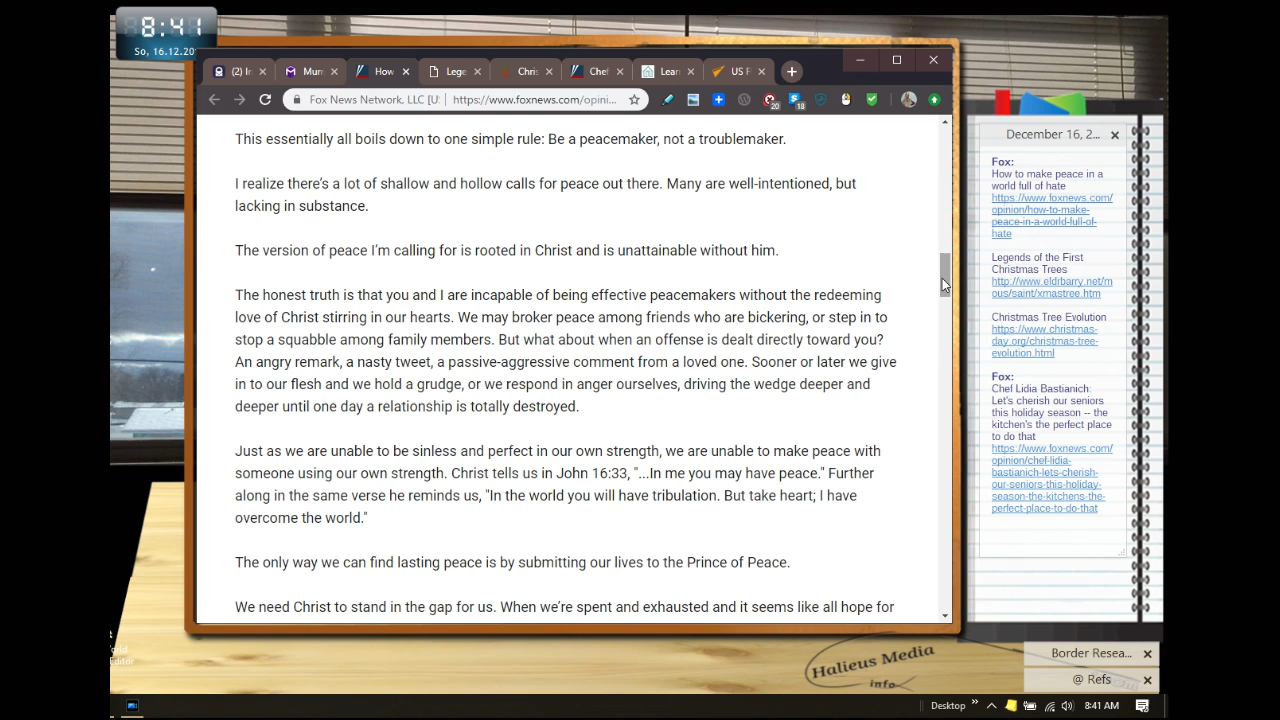 8:41
So, 16.12.20
(2) Ir
Mur
How
Lege
Chris
Chef
Lear
US F
Fox News Network, LLC [U:
https://www.foxnews.com/opini...
20
18
This essentially all boils down to one simple rule: Be a peacemaker, not a troublemaker.
I realize there's a lot of shallow and hollow calls for peace out there. Many are well-intentioned, but
lacking in substance.
The version of peace I'm calling for is rooted in Christ and is unattainable without him.
The honest truth is that you and I are incapable of being effective peacemakers without the redeeming
love of Christ stirring in our hearts. We may broker peace among friends who are bickering, or step in to
stop a squabble among family members. But what about when an offense is dealt directly toward you?
An angry remark, a nasty tweet, a passive-aggressive comment from a loved one. Sooner or later we give
in to our flesh and we hold a grudge, or we respond in anger ourselves, driving the wedge deeper and
deeper until one day a relationship is totally destroyed.
Just as we are unable to be sinless and perfect in our own strength, we are unable to make peace with
someone using our own strength. Christ tells us in John 16:33, "...In me you may have peace." Further
along in the same verse he reminds us, "In the world you will have tribulation. But take heart; I have
overcome the world."
The only way we can find lasting peace is by submitting our lives to the Prince of Peace.
We need Christ to stand in the gap for us. When we're spent and exhausted and it seems like all hope for
December 16, 2...
Fox:
How to make peace in a
world full of hate
https://www.foxnews.com/
opinion/how-to-make-
peace-in-a-world-full-of-
hate
Legends of the First
Christmas Trees
http://www.eldrbarry.net/m
ous/saint/xmastree.htm
Christmas Tree Evolution
https://www.christmas-
day.org/christmas-tree-
evolution.html
Fox:
Chef Lidia Bastianich:
Let's cherish our seniors
this holiday season -- the
kitchen's the perfect place
to do that
https://www.foxnews.com/
opinion/chef-lidia-
bastianich-lets-cherish-
our-seniors-this-holiday-
season-the-kitchens-the-
perfect-place-to-do-that
Border Resea...
@ Refs
orld
Editor
Halieus Media
info
Desktop
8:41 AM